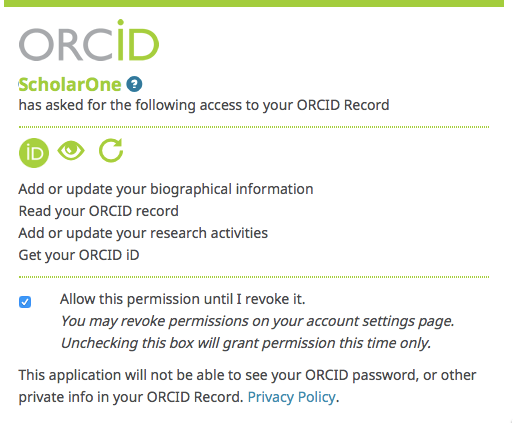 ORCiD
ScholarOne ?
has asked for the following access to your ORCID Record
iD
Add or update your biographical information
Read your ORCID record
Add or update your research activities
Get your ORCID iD
Allow this permission until I revoke it.
You may revoke permissions on your account settings page.
Unchecking this box will grant permission this time only.
This application will not be able to see your ORCID password, or other
private info in your ORCID Record. Privacy Policy.